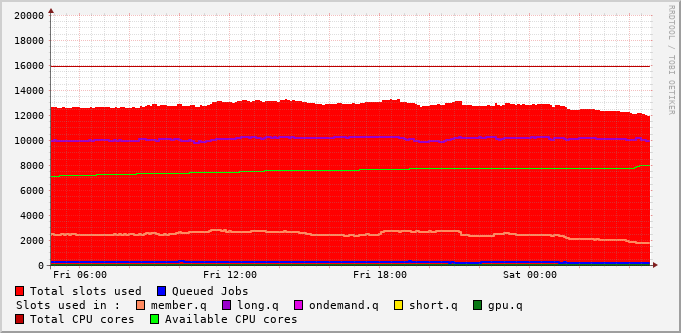 20000
18000
16000
14000
12000
10000
8000
6000
4000
2000
0
Fri 06:00 Fri 12:00 Fri 18:00 Sat 00:00
Total slots used Queued Jobs
Slots used in : member.q long.q ondemand.q short.q gpu.q
Total CPU cores Available CPU cores
RRDTOOL / TOBI OETIKER